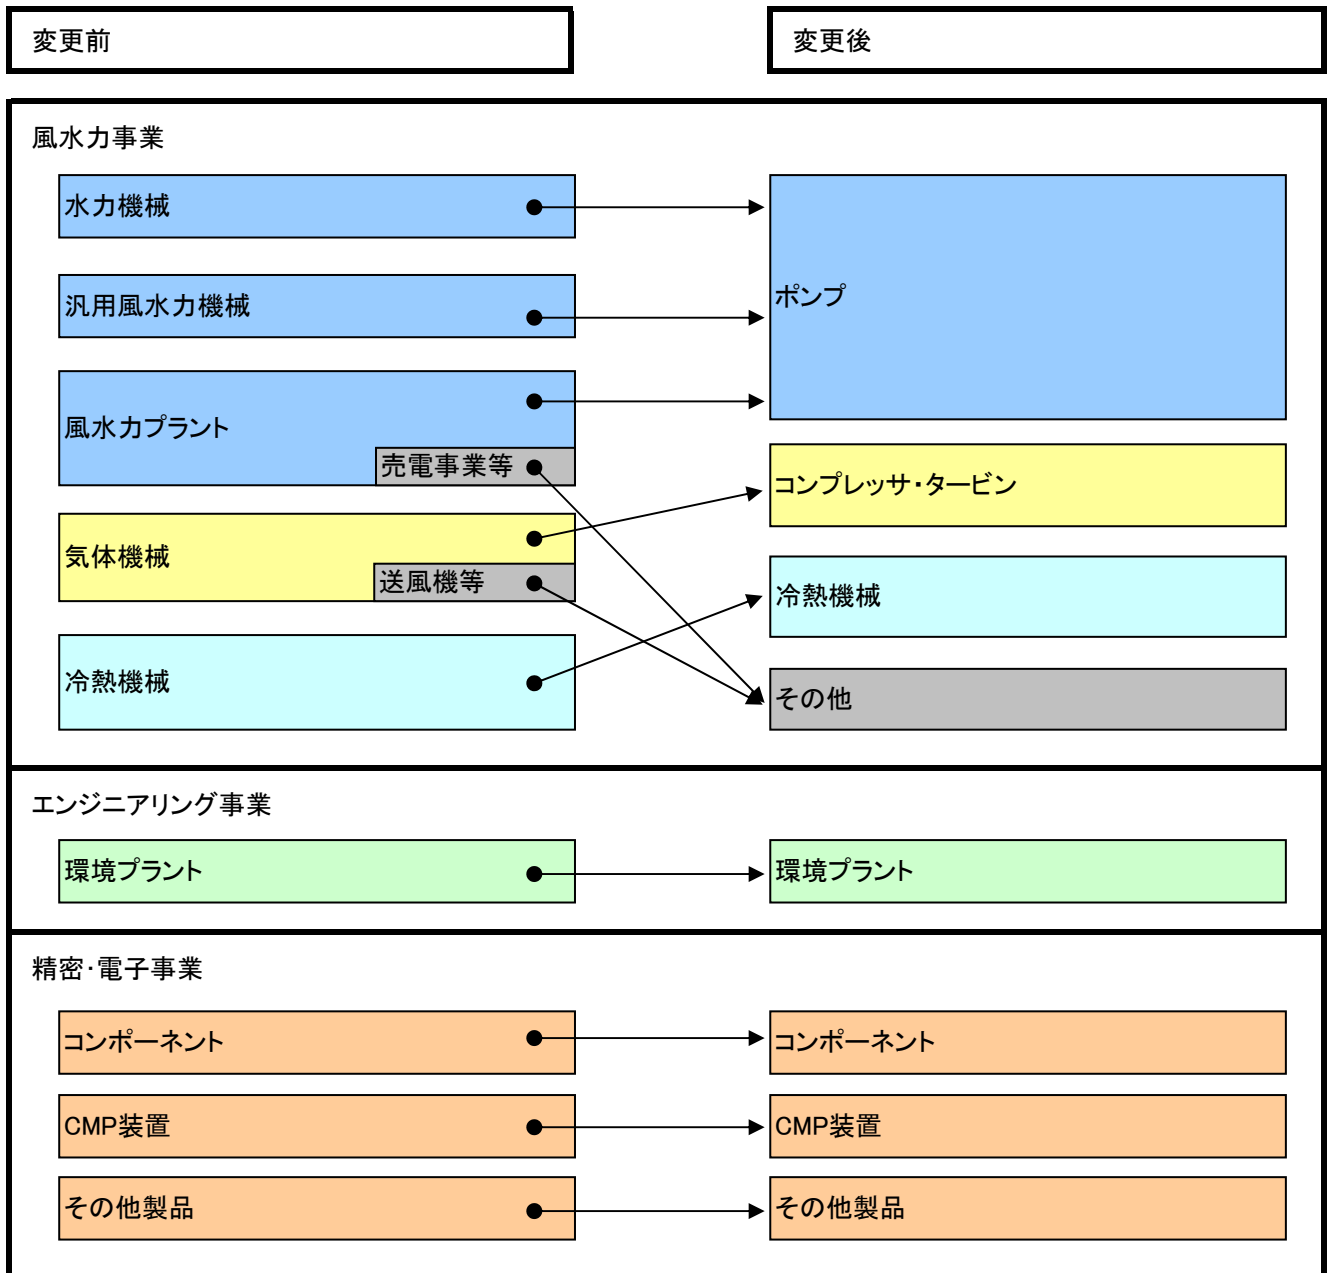 変更前
変更後
風水力事業
水力機械
汎用風水力機械
風水力プラント
売電事業等
気体機械
送風機等
冷熱機械
ポンプ
コンプレッサ・タービン
冷熱機械
その他
エンジニアリング事業
環境プラント
環境プラント
精密・電子事業
コンポーネント
コンポーネント
CMP装置
CMP装置
その他製品
その他製品